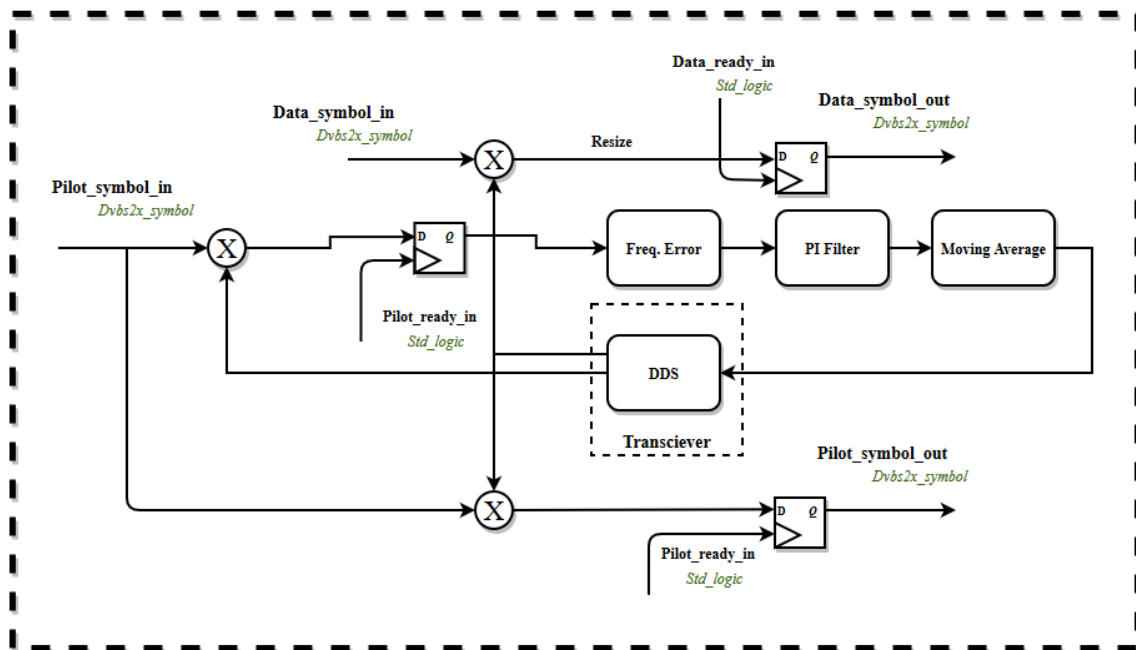 Data_ready_in
Std_logic
Data_symbol_in
Dvbs2x_symbol
Data_symbol_out
Dvbs2x_symbol
Resize
X
D Q
Pilot_symbol_in
Dvbs2x_symbol
X
D Q
Freq. Error
PI Filter
Moving Average
Pilot_ready_in
Std_logic
DDS
Transciever
Pilot_symbol_out
Dvbs2x_symbol
X
D Q
Pilot_ready_in
Std_logic